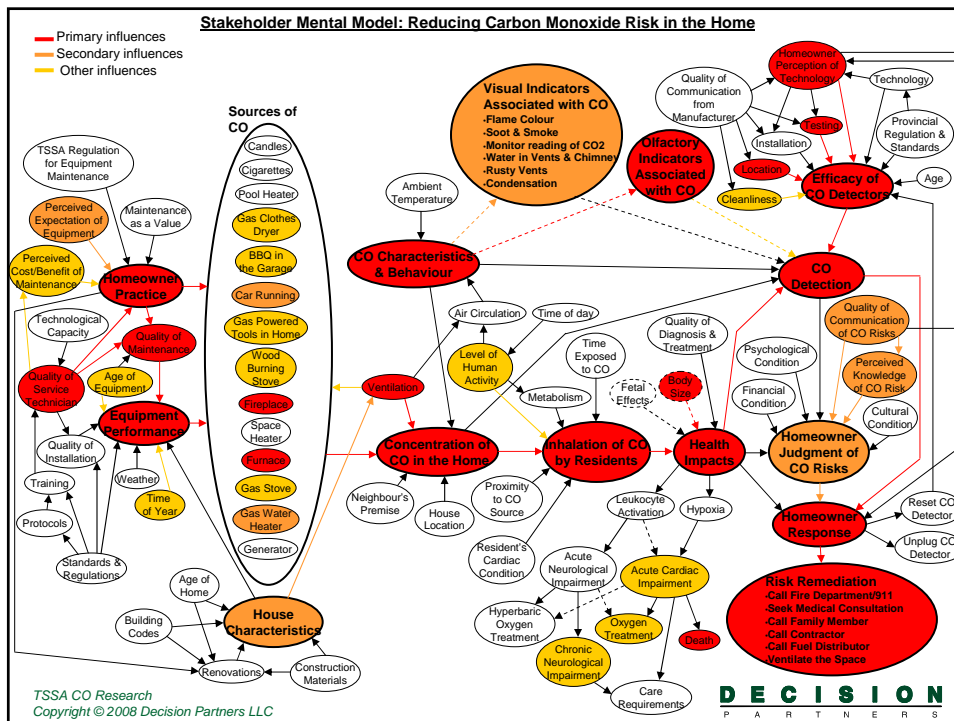 Stakeholder Mental Model: Reducing Carbon Monoxide Risk in the Home
Primary influences
Secondary influences
Other influences
Sources of
CO
Candles
Cigarettes
Pool Heater
Gas Clothes
Dryer
BBQ in
the Garage
Car Running
Gas Powered
Tools in Home
Wood
Burning
Stove
Fireplace
Space
Heater
Furnace
Gas Stove
Gas Water
Heater
Generator
TSSA Regulation
for Equipment
Maintenance
Perceived
Expectation of
Equipment
Maintenance
as a Value
Perceived
Cost/Benefit of
Maintenance
Homeowner
Practice
Technological
Capacity
Quality of
Maintenance
Quality of
Service
Technician
Age of
Equipment
Equipment
Performance
Quality of
Installation
Training
Weather
Time
of Year
Protocols
Standards &
Regulations
Age of
Home
Building
Codes
House
Characteristics
Renovations
Construction
Materials
Visual Indicators
Associated with CO
-Flame Colour
-Soot & Smoke
-Monitor reading of CO2
-Water in Vents & Chimney
-Rusty Vents
-Condensation
Olfactory
Indicators
Associated
with CO
Ambient
Temperature
CO Characteristics
& Behaviour
Air Circulation
Time of day
Level of
Human
Activity
Time
Exposed
to CO
Ventilation
Metabolism
Concentration of
CO in the Home
Inhalation of CO
by Residents
Neighbour's
Premise
House
Location
Proximity
to CO
Source
Resident's
Cardiac
Condition
Quality of
Diagnosis &
Treatment
Fetal
Effects
Body
Size
Health
Impacts
Leukocyte
Activation
Hypoxia
Acute
Neurological
Impairment
Acute Cardiac
Impairment
Hyperbaric
Oxygen
Treatment
Oxygen
Treatment
Death
Chronic
Neurological
Impairment
Care
Requirements
Homeowner
Perception of
Technology
Quality of
Communication
from
Manufacturer
Technology
Testing
Installation
Provincial
Regulation &
Standards
Location
Efficacy of
CO Detectors
Cleanliness
Age
CO
Detection
Quality of
Communication
of CO Risks
Psychological
Condition
Perceived
Knowledge
of CO Risk
Financial
Condition
Cultural
Condition
Homeowner
Judgment of
CO Risks
Homeowner
Response
Reset CO
Detector
Unplug CO
Detector
Risk Remediation
-Call Fire Department/911
-Seek Medical Consultation
-Call Family Member
-Call Contractor
-Call Fuel Distributor
-Ventilate the Space
TSSA CO Research
Copyright © 2008 Decision Partners LLC
DECISION
PARTNERS